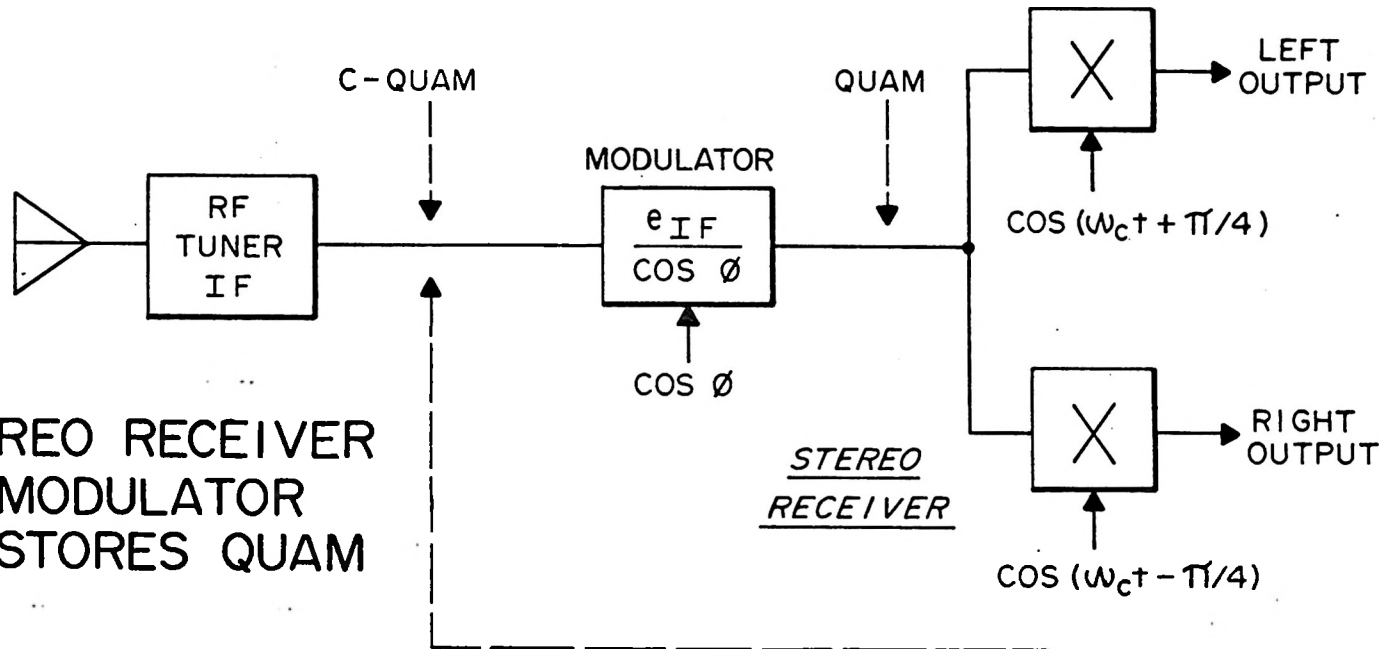 C-QUAM
QUAM
LEFT
OUTPUT
MODULATOR
RF
TUNER
IF
e IF
COS Ø
COS (ωct + π/4)
COS Ø
REO RECEIVER
MODULATOR
STORES QUAM
STEREO
RECEIVER
RIGHT
OUTPUT
COS (ωct - π/4)